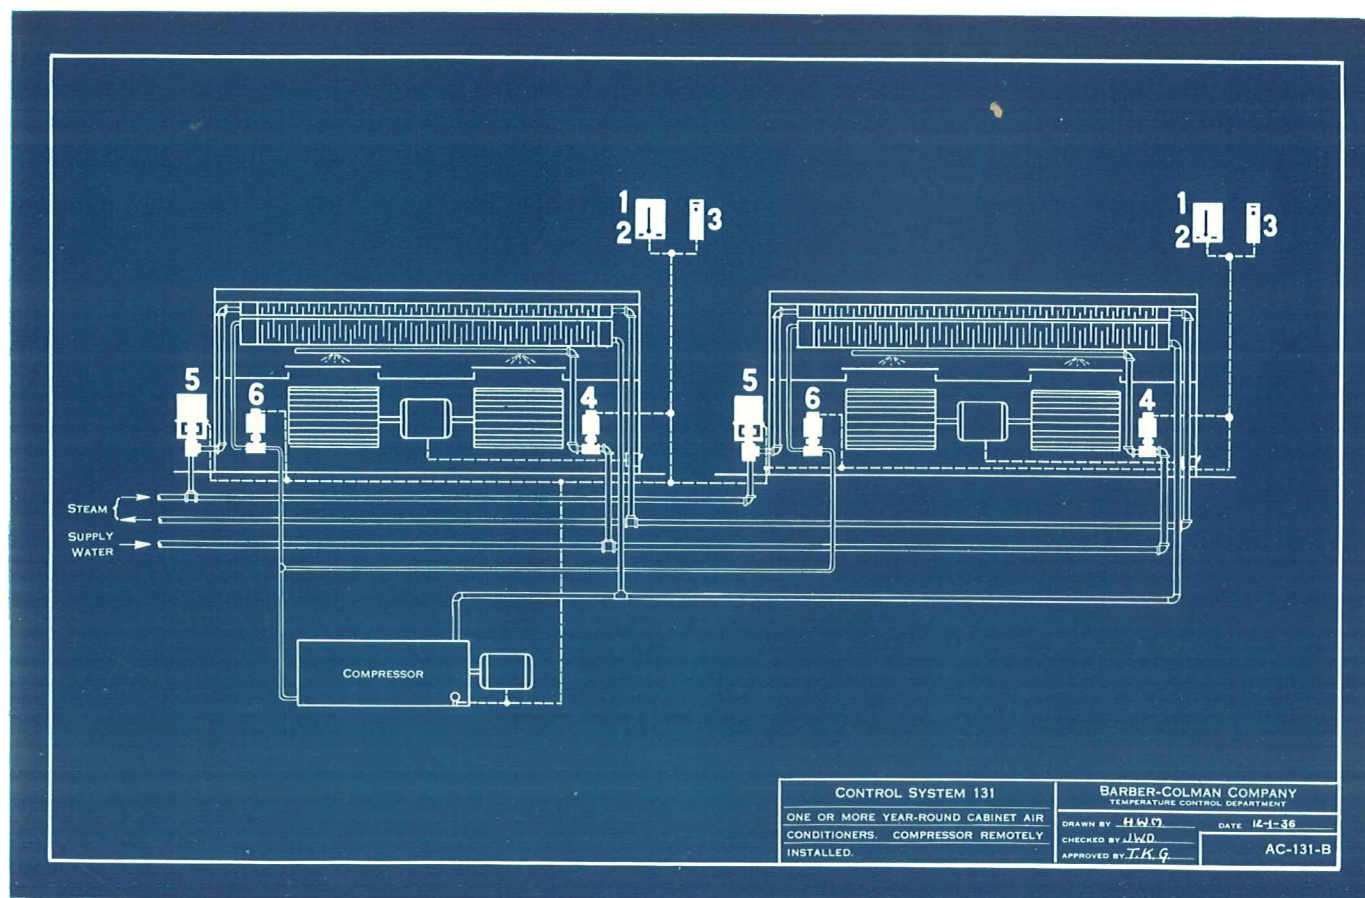 1
2
3
1
2
3
5
6
4
5
6
4
STEAM
SUPPLY
WATER
COMPRESSOR
CONTROL SYSTEM 131
ONE OR MORE YEAR-ROUND CABINET AIR
CONDITIONERS. COMPRESSOR REMOTELY
INSTALLED.
BARBER-COLMAN COMPANY
TEMPERATURE CONTROL DEPARTMENT
DRAWN BY H.W.M. DATE 12-1-36
CHECKED BY J.W.D.
APPROVED BY T.K.G.
AC-131-B